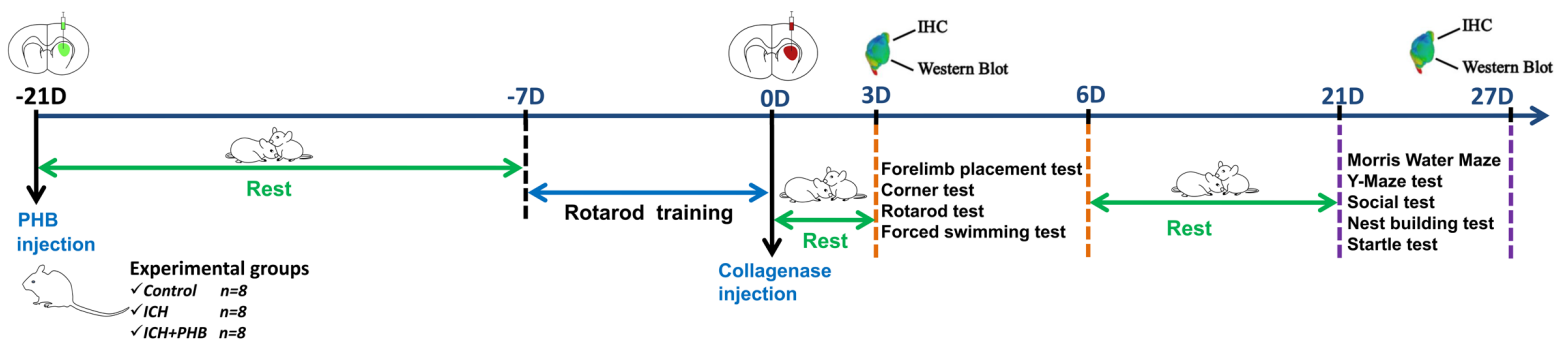 IHC
Western Blot
IHC
Western Blot
-21D
-7D
0D
3D
6D
21D
27D
Rest
Rotarod training
Rest
Forelimb placement test
Corner test
Rotarod test
Forced swimming test
Rest
Morris Water Maze
Y-Maze test
Social test
Nest building test
Startle test
PHB
injection
Collagenase
injection
Experimental groups
✓Control n=8
✓ICH n=8
✓ICH+PHB n=8